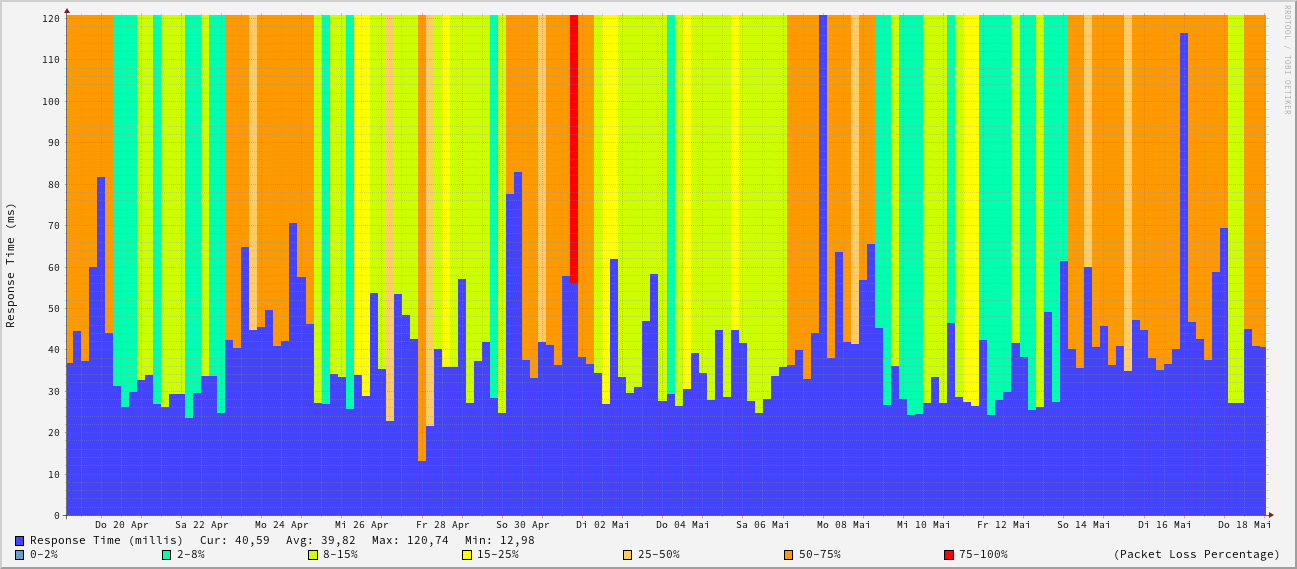 RRDTOOL / TOBI OETIKER
Response Time (ms)
120
110
100
90
80
70
60
50
40
30
20
10
0
Do 20 Apr Sa 22 Apr Mo 24 Apr Mi 26 Apr Fr 28 Apr So 30 Apr Di 02 Mai Do 04 Mai Sa 06 Mai Mo 08 Mai Mi 10 Mai Fr 12 Mai So 14 Mai Di 16 Mai Do 18 Mai
Response Time (millis) Cur: 40,59 Avg: 39,82 Max: 120,74 Min: 12,98
0-2% 2-8% 8-15% 15-25% 25-50% 50-75% 75-100% (Packet Loss Percentage)